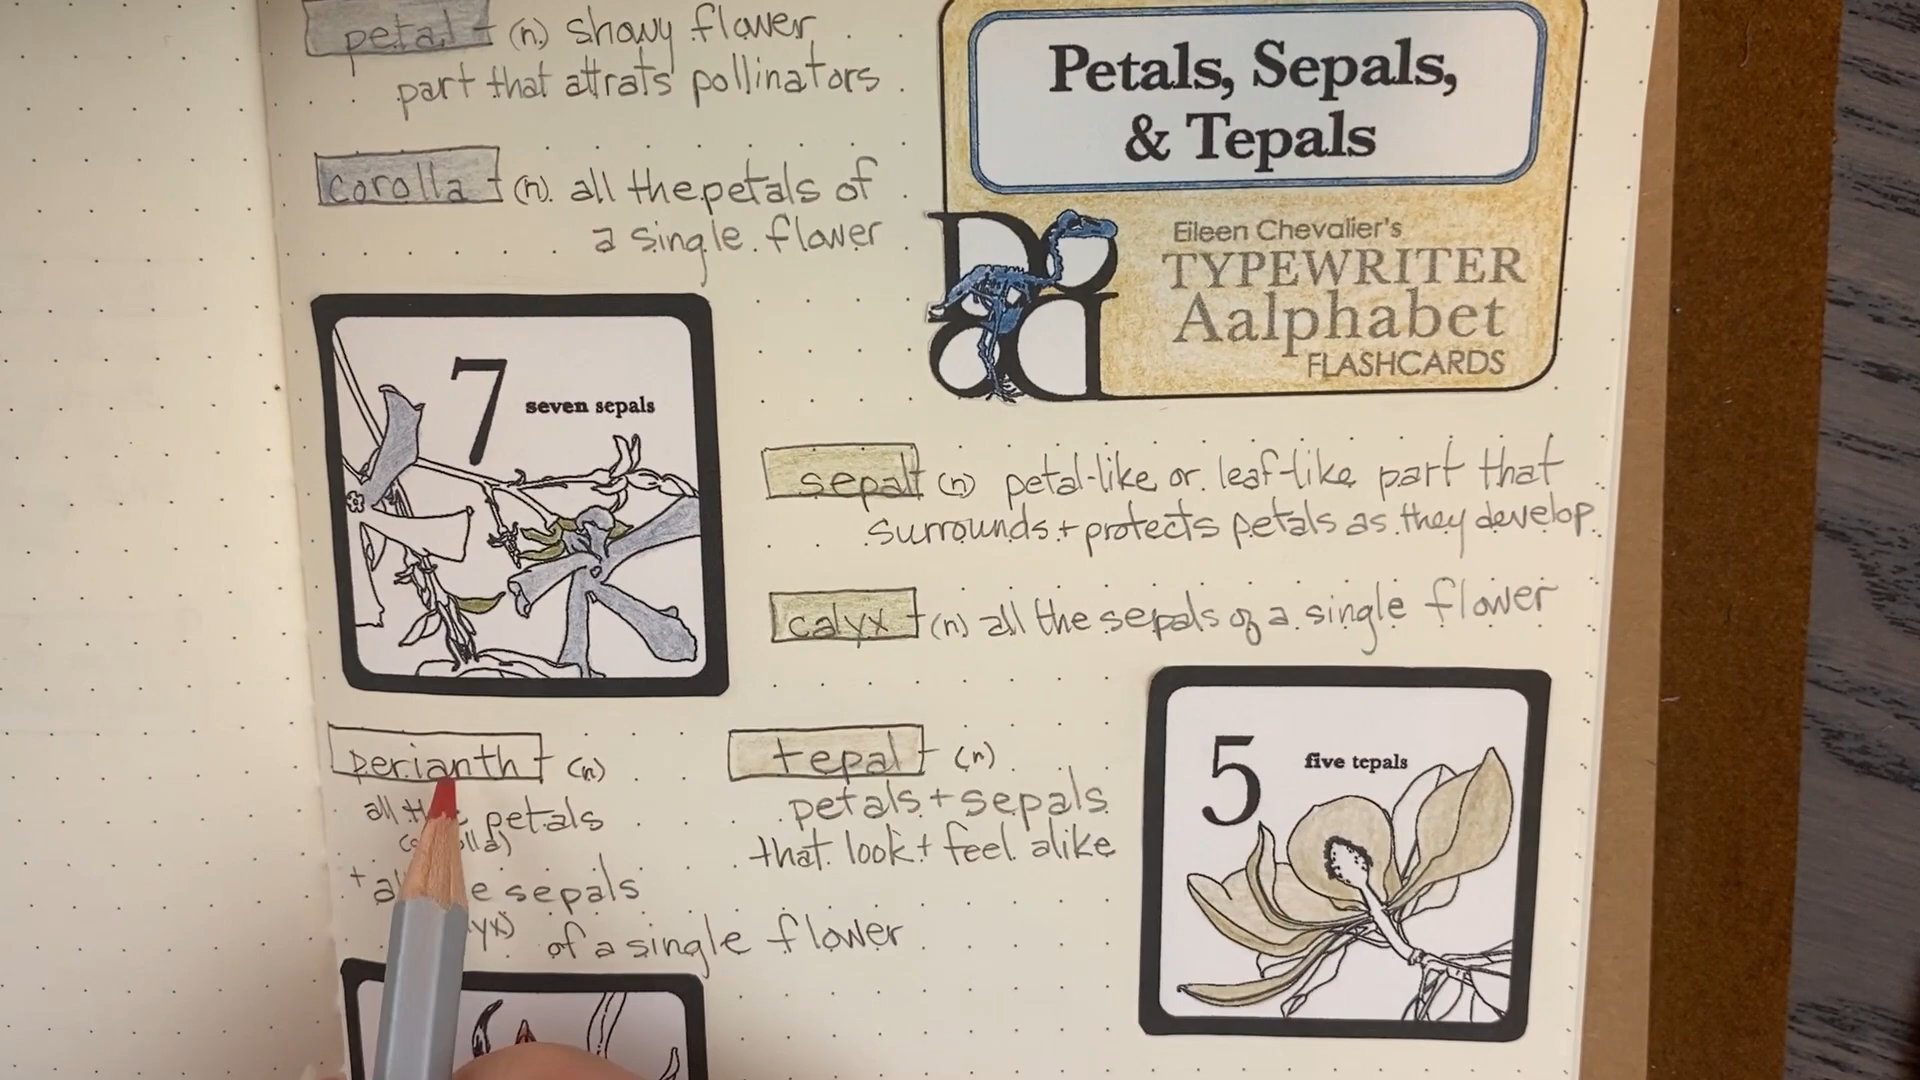 petal (n) showy flower
part that attrats pollinators
corolla (n). all the petals of
a single flower
Petals, Sepals,
& Tepals
Eileen Chevalier's
TYPEWRITER
Aalphabet
FLASHCARDS
7
seven sepals
sepal (n) petal-like or leaf-like part that
surrounds + protects petals as they develop
calyx (n) all the sepals of a single flower
perianth (n)
all petals
+ sepals
of a single flower
tepal (n)
petals + sepals
that look + feel alike
5
five tepals